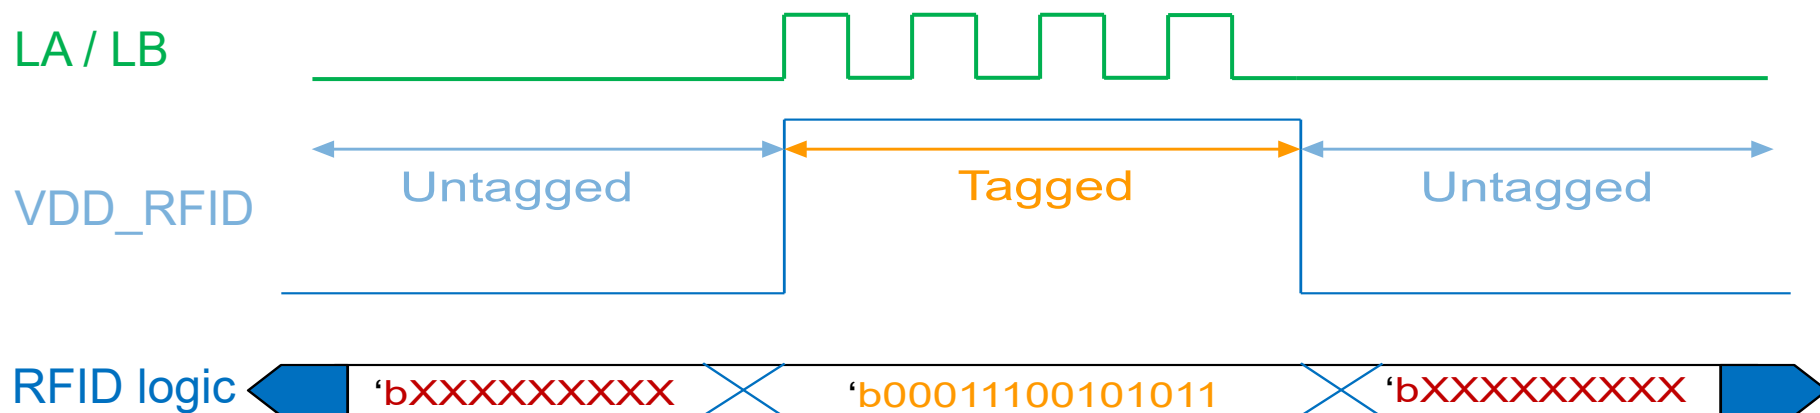 LA / LB
Untagged
Tagged
Untagged
VDD_RFID
RFID logic
‘bXXXXXXXXX
‘b00011100101011
‘bXXXXXXXXX